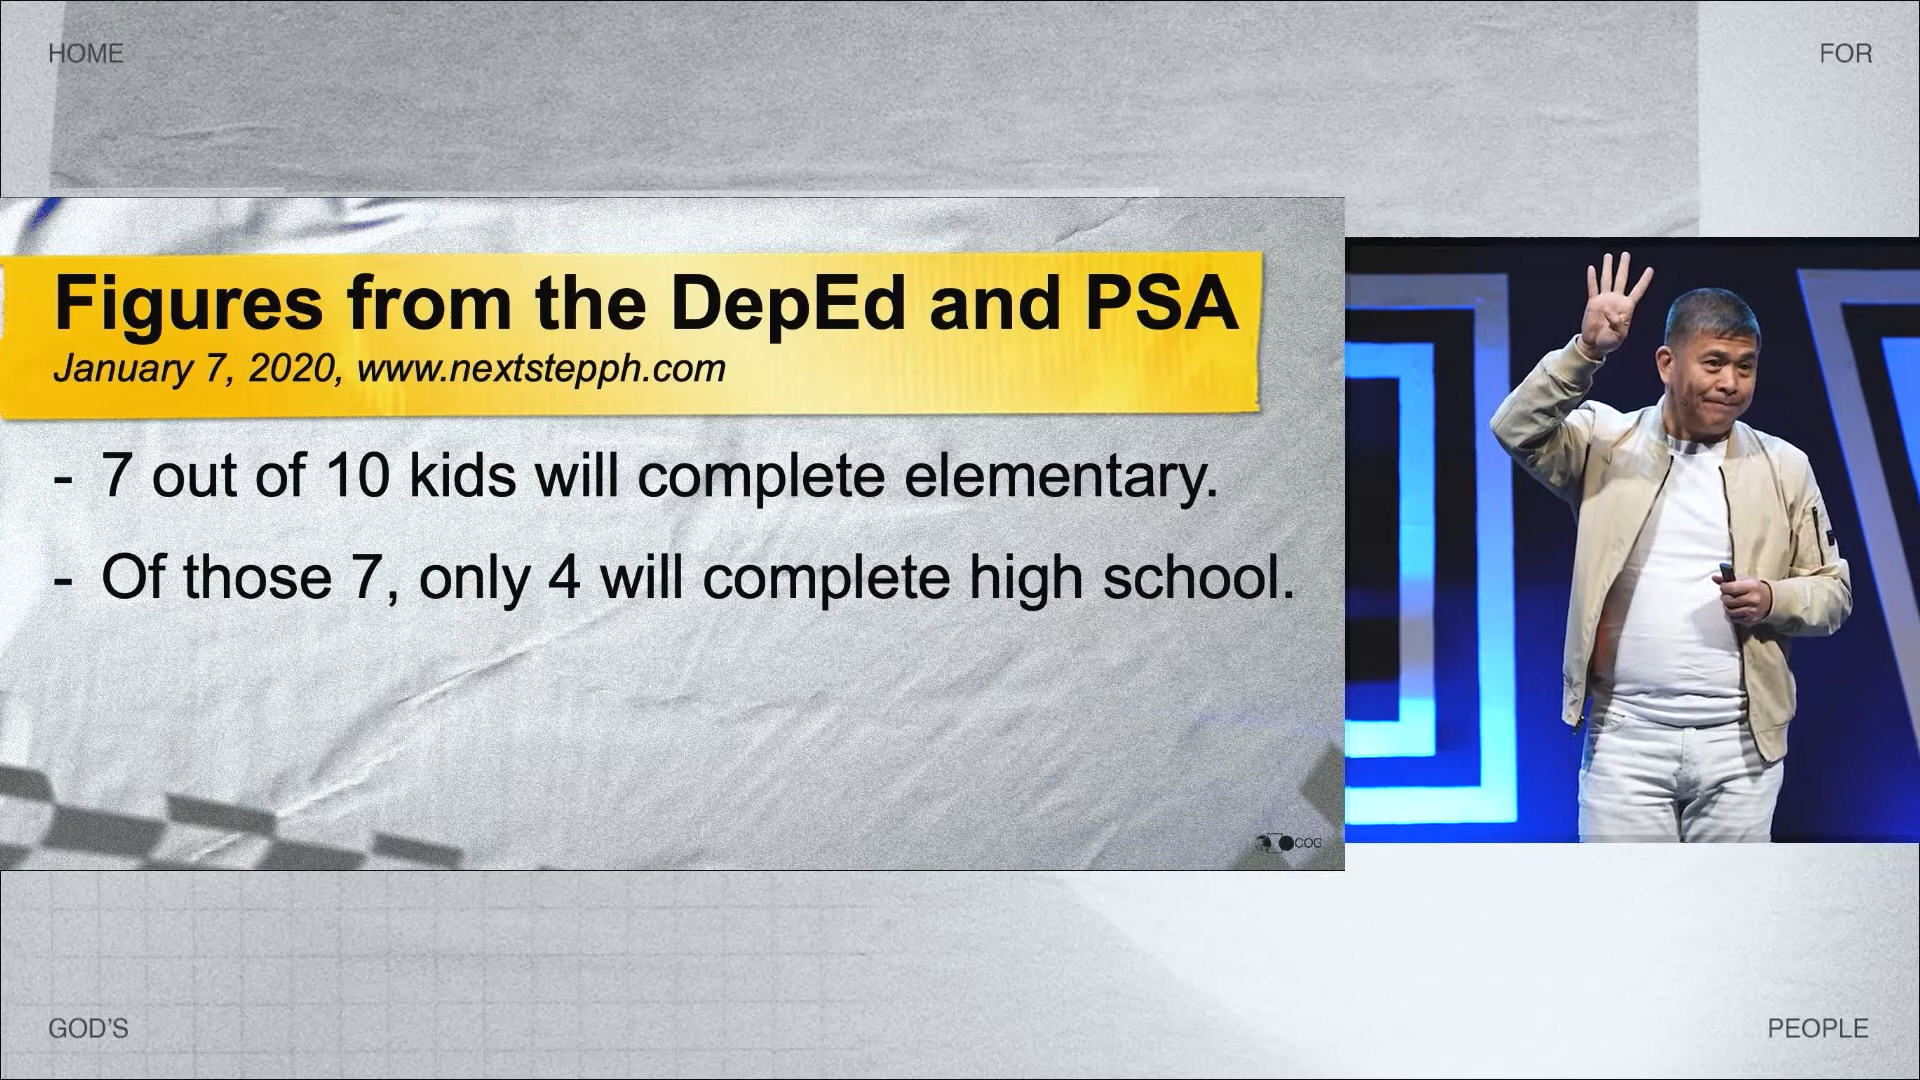 HOME
FOR
Figures from the DepEd and PSA
January 7, 2020, www.nextstepph.com
- 7 out of 10 kids will complete elementary.
- Of those 7, only 4 will complete high school.
COG
GOD'S
PEOPLE